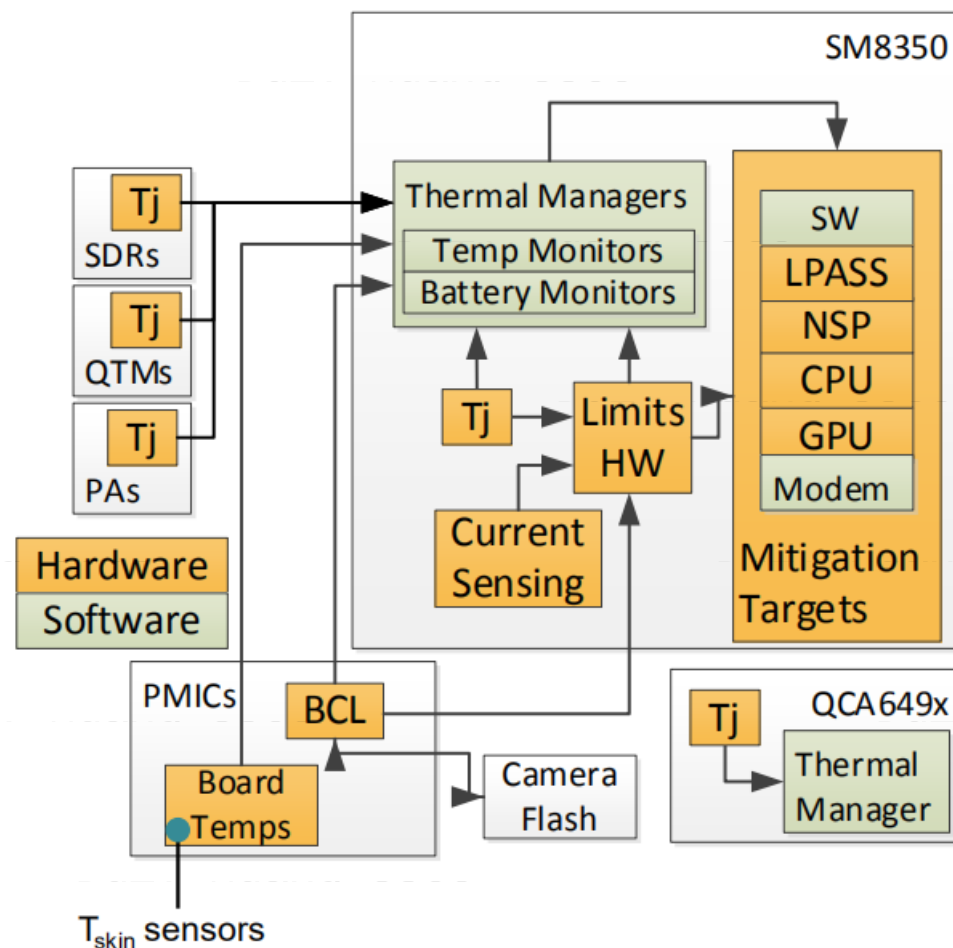 SM8350
Thermal Managers
Temp Monitors
Battery Monitors
Tj
SDRs
Tj
QTMs
Tj
PAs
Tj
Limits
HW
Current
Sensing
SW
LPASS
NSP
CPU
GPU
Modem
Mitigation
Targets
Hardware
Software
PMICs
BCL
Board
Temps
Camera
Flash
Tj
QCA649x
Thermal
Manager
Tskin sensors